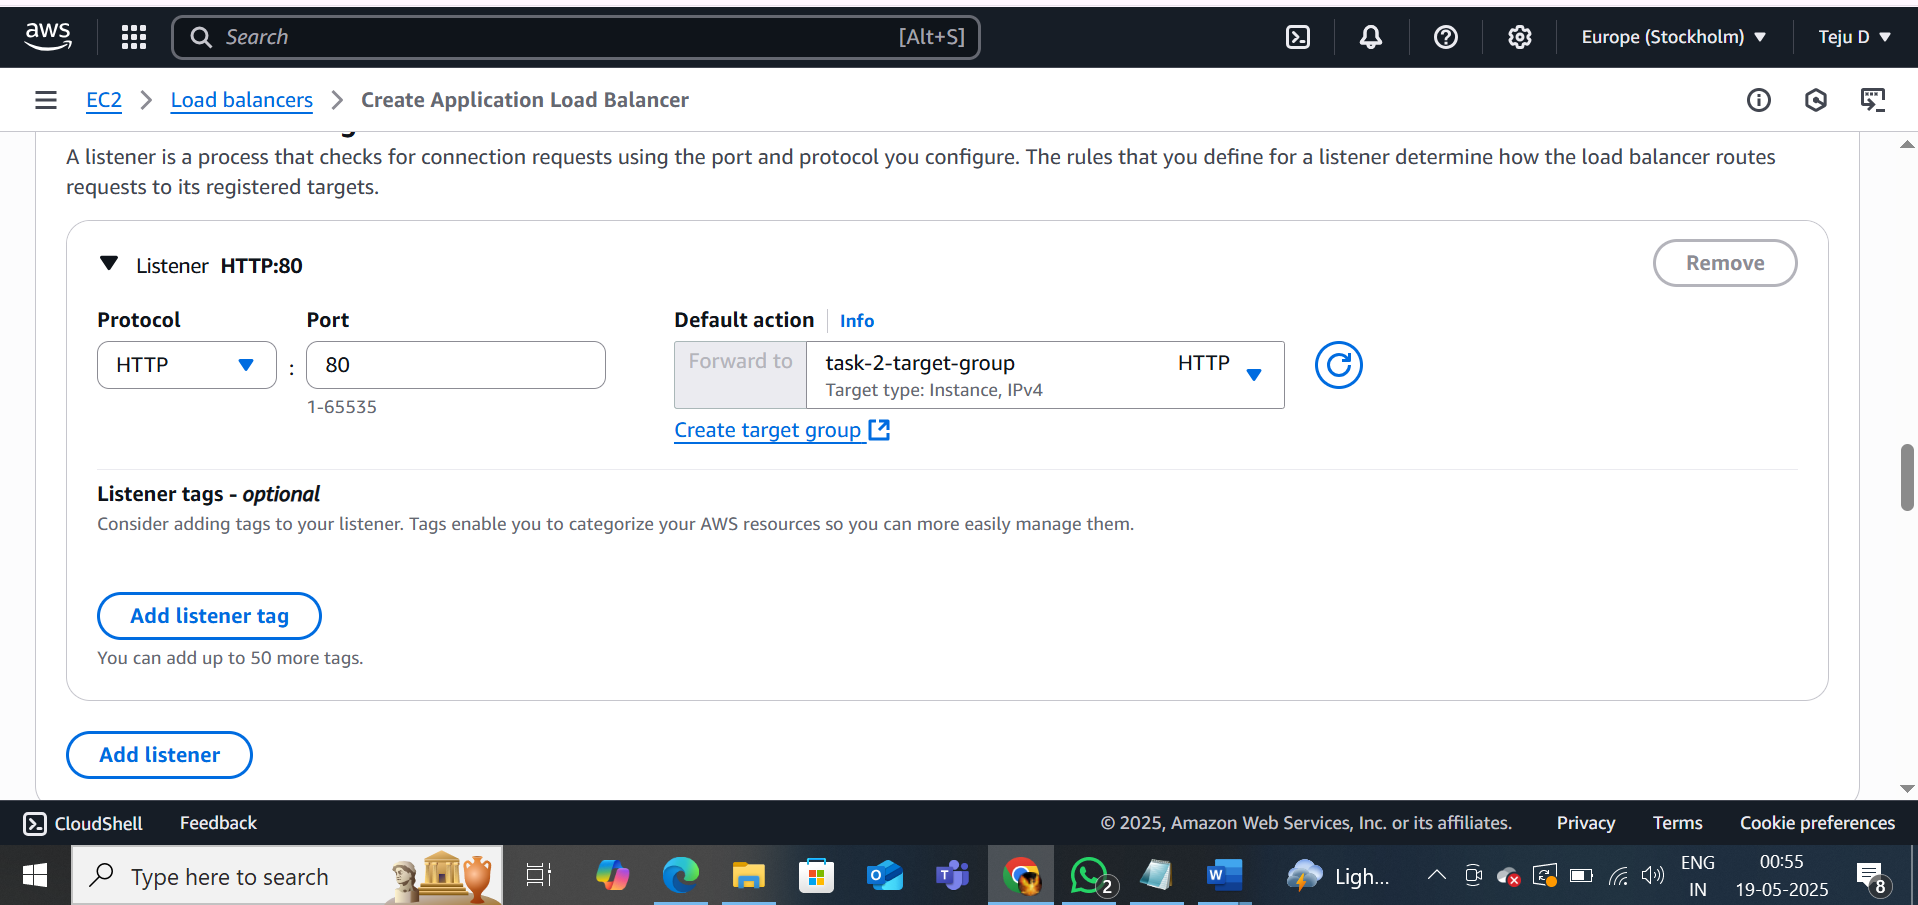 aws
Search [Alt+S]
Europe (Stockholm) Teju D
EC2 Load balancers Create Application Load Balancer
A listener is a process that checks for connection requests using the port and protocol you configure. The rules that you define for a listener determine how the load balancer routes
requests to its registered targets.
Listener HTTP:80
Remove
Protocol Port Default action Info
HTTP : 80
Forward to task-2-target-group HTTP
Target type: Instance, IPv4
1-65535
Create target group
Listener tags - optional
Consider adding tags to your listener. Tags enable you to categorize your AWS resources so you can more easily manage them.
Add listener tag
You can add up to 50 more tags.
Add listener
CloudShell Feedback © 2025, Amazon Web Services, Inc. or its affiliates. Privacy Terms Cookie preferences
Type here to search
2
Ligh...
ENG
IN
00:55
19-05-2025
8